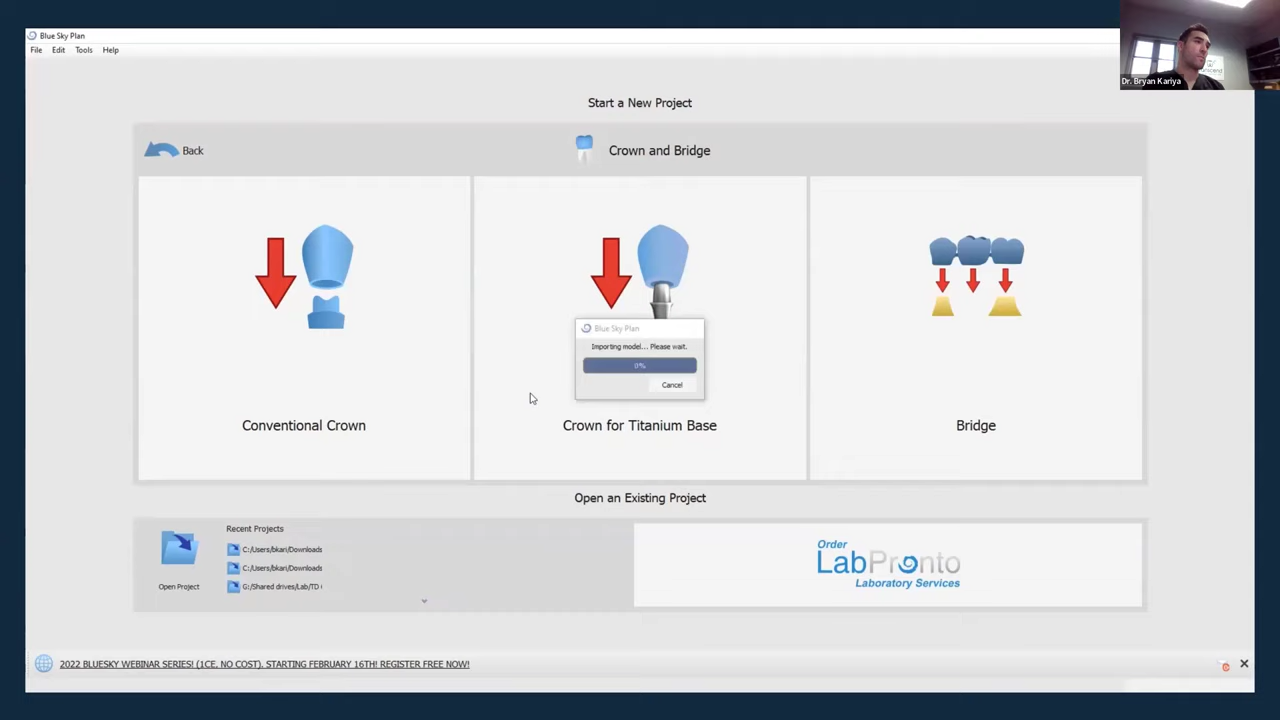 Blue Sky Plan
File Edit Tools Help
Dr. Bryan Kariya
Start a New Project
Back
Crown and Bridge
Blue Sky Plan
Importing model... Please wait.
0%
Cancel
Conventional Crown
Crown for Titanium Base
Bridge
Open an Existing Project
Recent Projects
C:/Users/bkari/Downloads
C:/Users/bkari/Downloads
G:/Shared drives/Lab/TD
Open Project
Order
LabPronto
Laboratory Services
2022 BLUESKY WEBINAR SERIES! (1CE, NO COST). STARTING FEBRUARY 16TH! REGISTER FREE NOW!